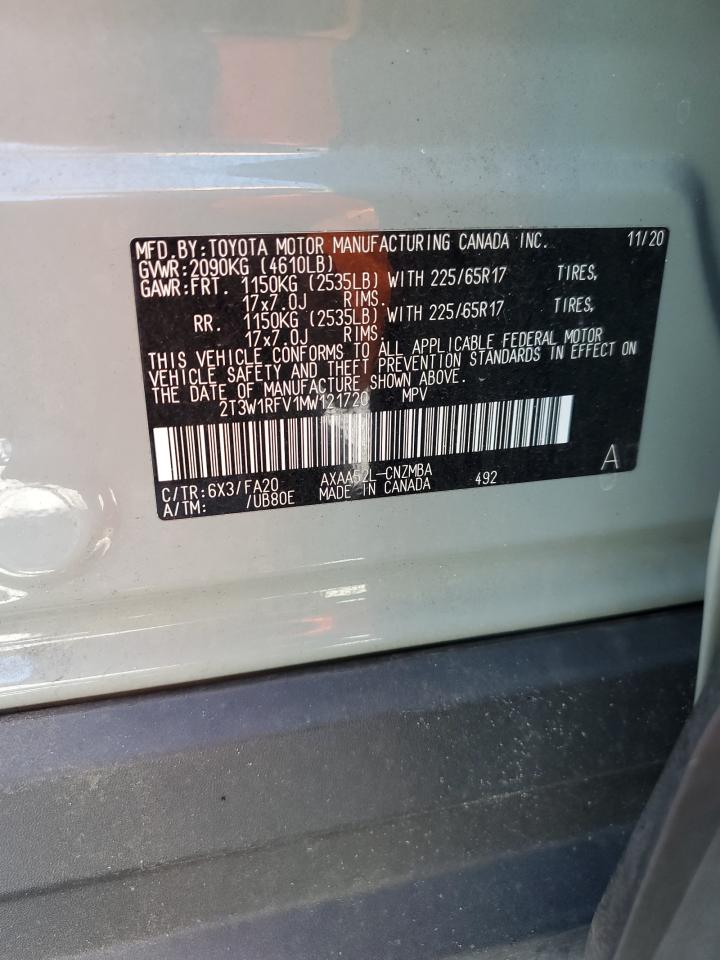 MFD.BY:TOYOTA MOTOR MANUFACTURING CANADA INC. 11/20
GVWR:2090KG (4610LB)
GAWR:FRT. 1150KG (2535LB) WITH 225/65R17 TIRES,
17x7.0J RIMS.
RR. 1150KG (2535LB) WITH 225/65R17 TIRES,
17x7.0J RIMS.
THIS VEHICLE CONFORMS TO ALL APPLICABLE FEDERAL MOTOR
VEHICLE SAFETY AND THEFT PREVENTION STANDARDS IN EFFECT ON
THE DATE OF MANUFACTURE SHOWN ABOVE.
2T3W1RFV1MW121720 MPV
C/TR:6X3/FA20 AXAA52L-CNZMBA 492 A
A/TM: /UB80E MADE IN CANADA